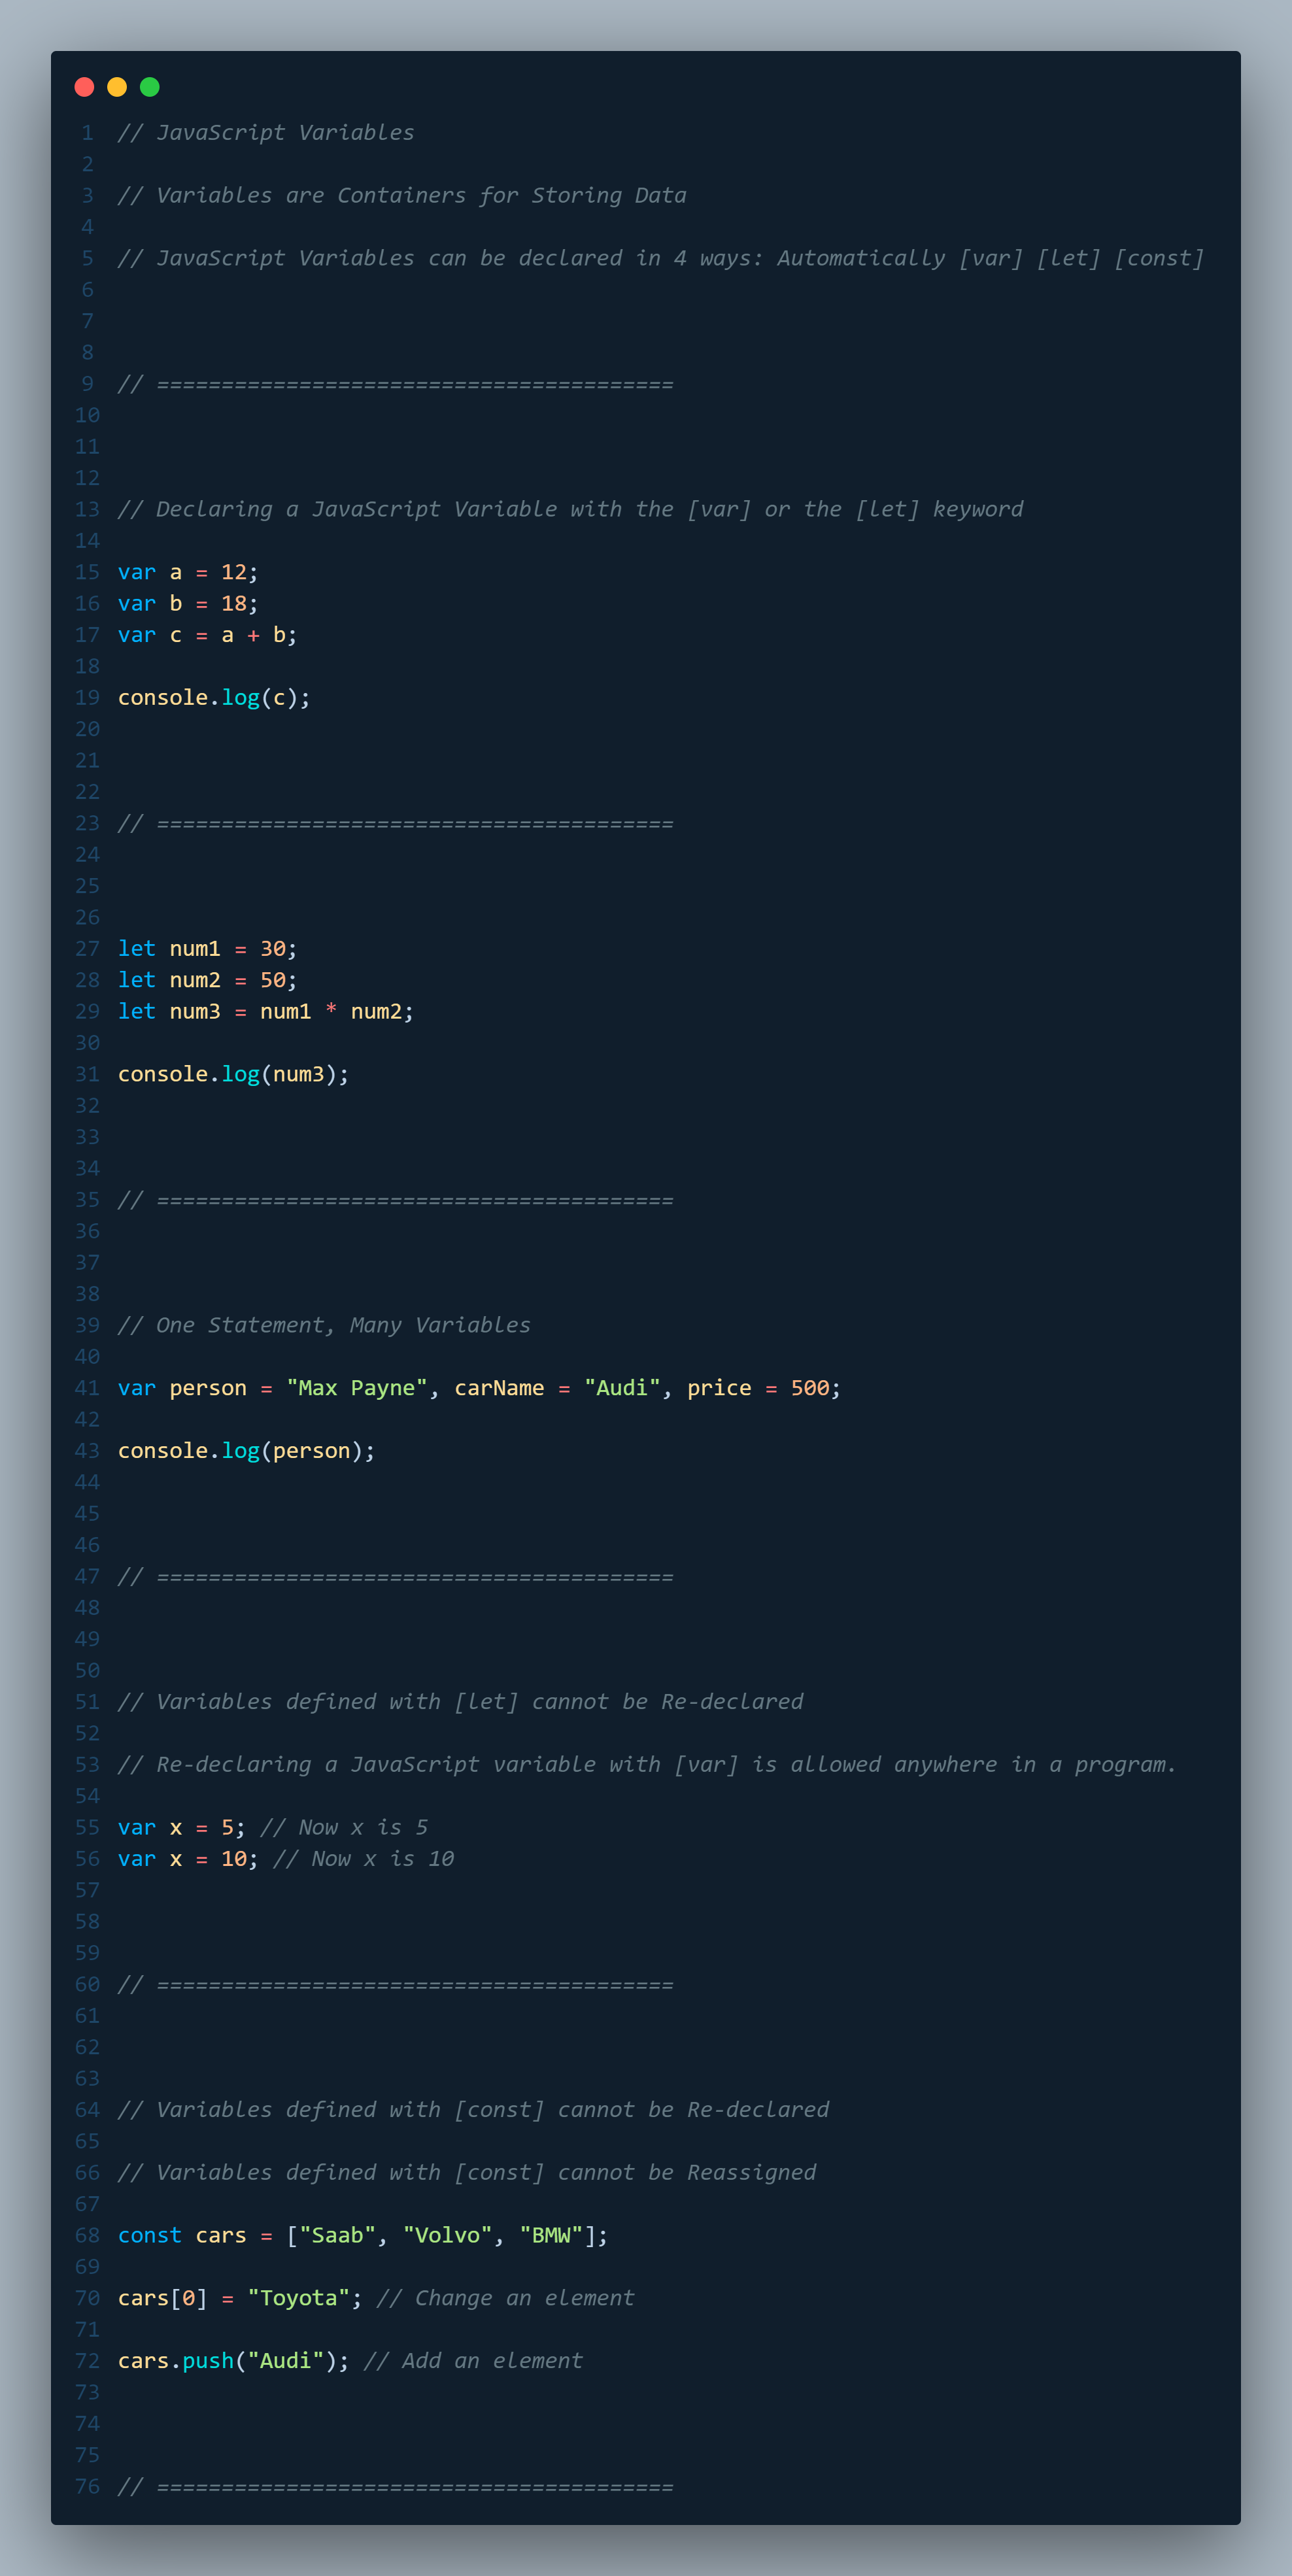 1 // JavaScript Variables
2
3 // Variables are Containers for Storing Data
4
5 // JavaScript Variables can be declared in 4 ways: Automatically [var] [let] [const]
6
7
8
9 // ========================================
10
11
12
13 // Declaring a JavaScript Variable with the [var] or the [let] keyword
14
15 var a = 12;
16 var b = 18;
17 var c = a + b;
18
19 console.log(c);
20
21
22
23 // ========================================
24
25
26
27 let num1 = 30;
28 let num2 = 50;
29 let num3 = num1 * num2;
30
31 console.log(num3);
32
33
34
35 // ========================================
36
37
38
39 // One Statement, Many Variables
40
41 var person = "Max Payne", carName = "Audi", price = 500;
42
43 console.log(person);
44
45
46
47 // ========================================
48
49
50
51 // Variables defined with [let] cannot be Re-declared
52
53 // Re-declaring a JavaScript variable with [var] is allowed anywhere in a program.
54
55 var x = 5; // Now x is 5
56 var x = 10; // Now x is 10
57
58
59
60 // ========================================
61
62
63
64 // Variables defined with [const] cannot be Re-declared
65
66 // Variables defined with [const] cannot be Reassigned
67
68 const cars = ["Saab", "Volvo", "BMW"];
69
70 cars[0] = "Toyota"; // Change an element
71
72 cars.push("Audi"); // Add an element
73
74
75
76 // ========================================